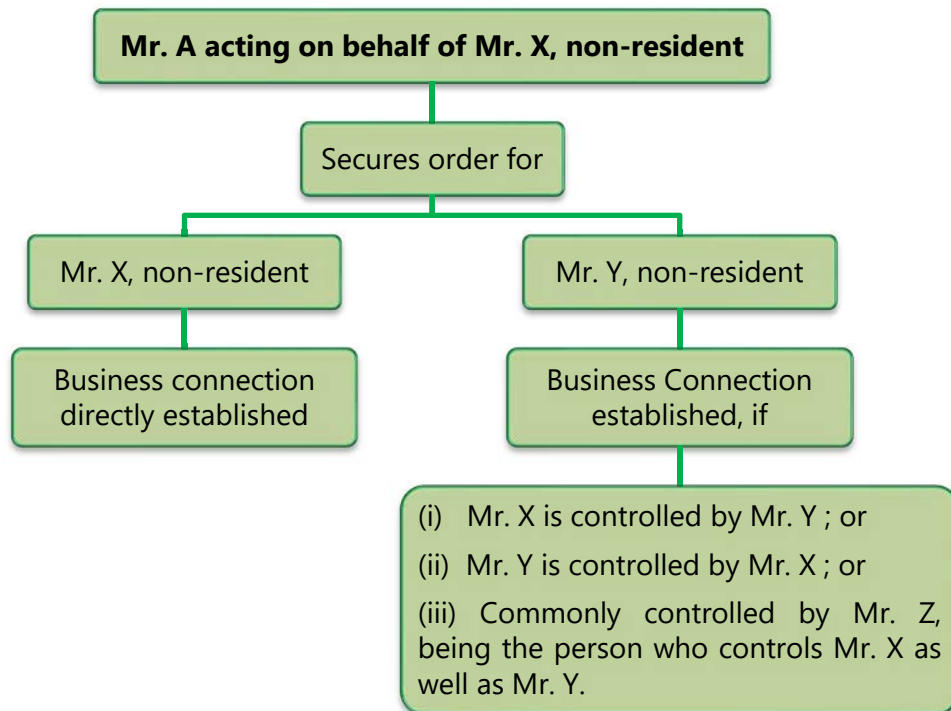 Mr. A acting on behalf of Mr. X, non-resident
Secures order for
Mr. X, non-resident
Mr. Y, non-resident
Business connection
directly established
Business Connection
established, if
(i) Mr. X is controlled by Mr. Y ; or
(ii) Mr. Y is controlled by Mr. X ; or
(iii) Commonly controlled by Mr. Z,
being the person who controls Mr. X as
well as Mr. Y.